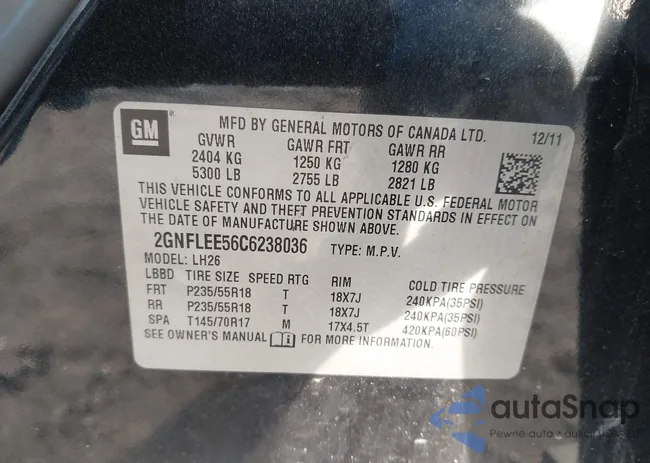 GM
MFD BY GENERAL MOTORS OF CANADA LTD. 12/11
GVWR GAWR FRT GAWR RR
2404 KG 1250 KG 1280 KG
5300 LB 2755 LB 2821 LB
THIS VEHICLE CONFORMS TO ALL APPLICABLE U.S. FEDERAL MOTOR
VEHICLE SAFETY AND THEFT PREVENTION STANDARDS IN EFFECT ON
THE DATE OF MANUFACTURE SHOWN ABOVE.
2GNFLEE56C6238036 TYPE: M.P.V.
MODEL: LH26
LBBD TIRE SIZE SPEED RTG RIM COLD TIRE PRESSURE
FRT P235/55R18 T 18X7J 240KPA(35PSI)
RR P235/55R18 T 18X7J 240KPA(35PSI)
SPA T145/70R17 M 17X4.5T 420KPA(60PSI)
SEE OWNER'S MANUAL i FOR MORE INFORMATION.
autaSnap
Pewne auta z aukcji